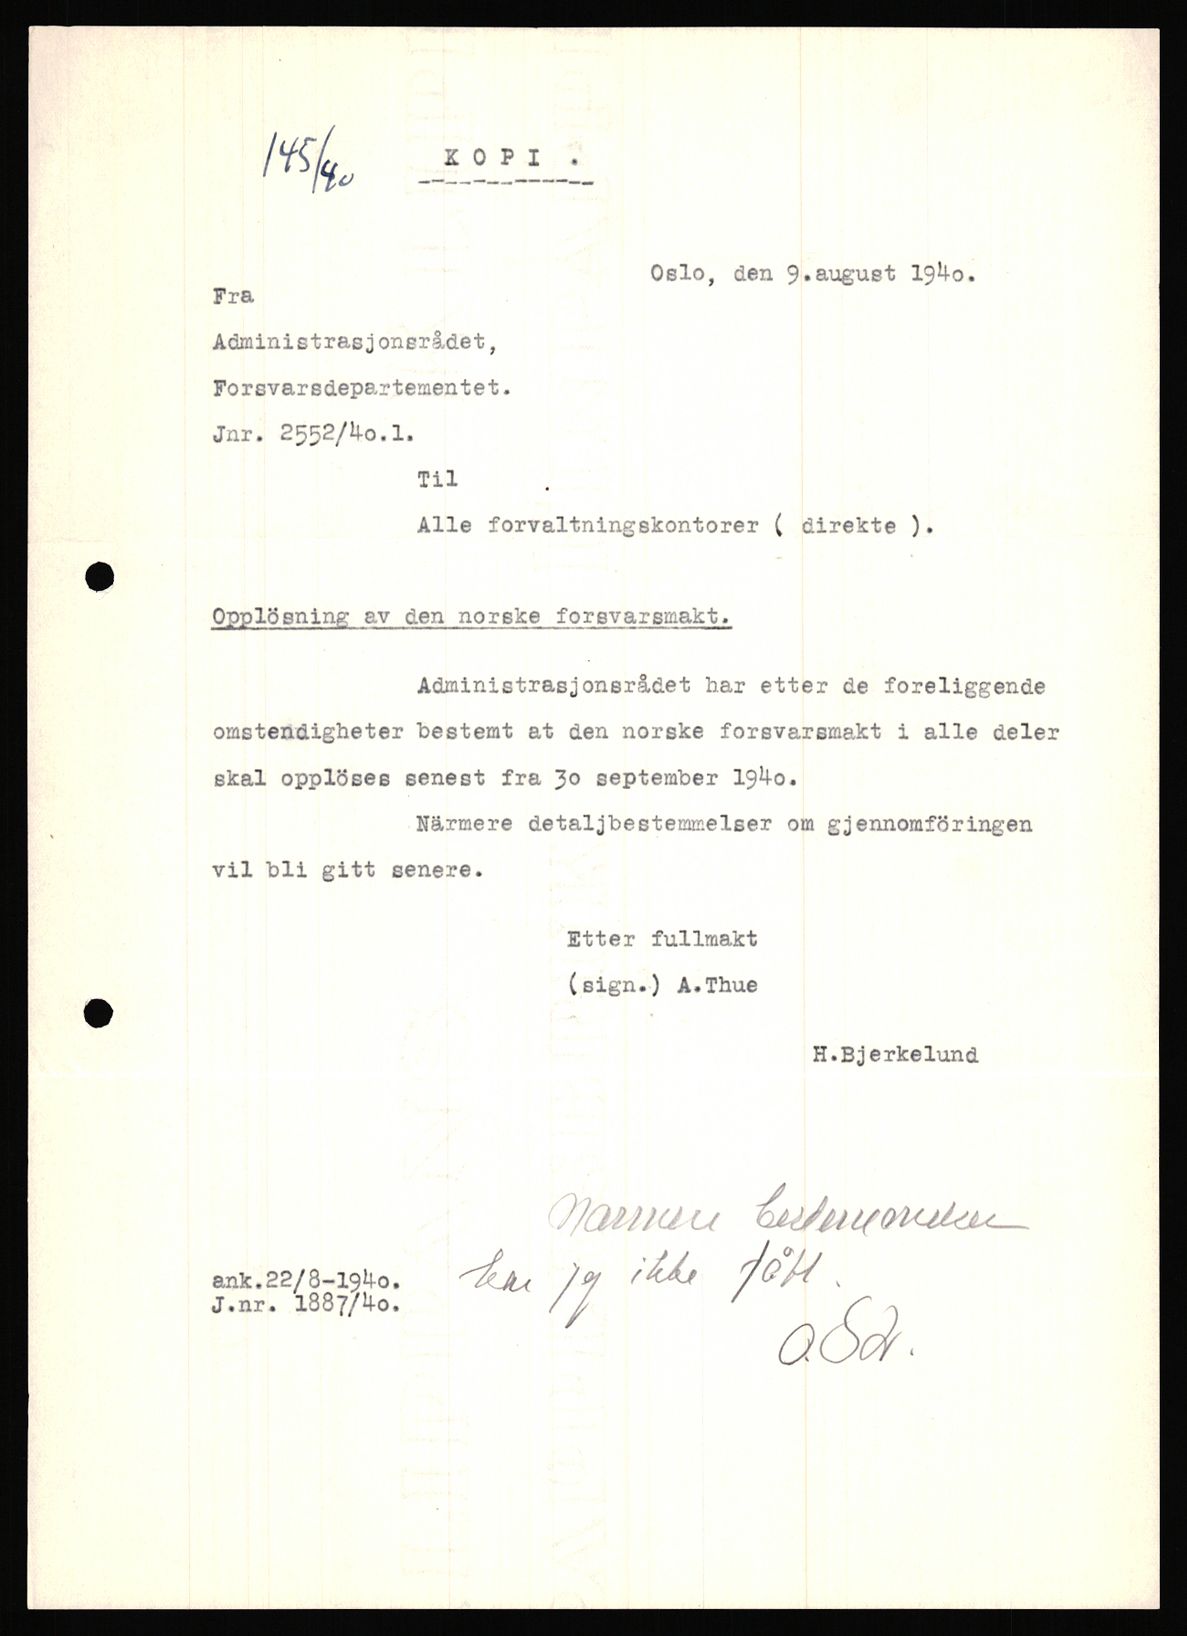 145/40
KOPI.
Oslo, den 9.august 194o.
Fra
Administrasjonsrådet,
Forsvarsdepartementet.
Jnr. 2552/4o.l.
Til
Alle forvaltningskontorer ( direkte ).
Opplösning av den norske forsvarsmakt.
Administrasjonsrådet har etter de foreliggende
omstendigheter bestemt at den norske forsvarsmakt i alle deler
skal opplöses senest fra 3o september 194o.
Närmere detaljbestemmelser om gjennomföringen
vil bli gitt senere.
Etter fullmakt
(sign.) A.Thue
H.Bjerkelund
Nærmere
har jeg ikke fått.
ank.22/8-194o.
J.nr. 1887/4o.